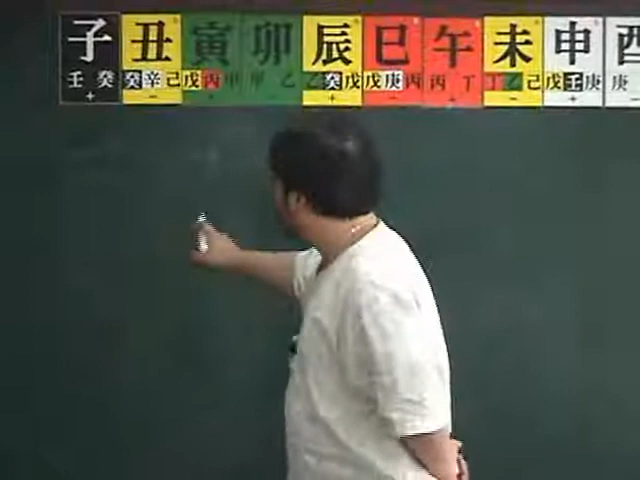 子 丑 寅 卯 辰 巳 午 未 申 酉
壬 癸 癸 辛 己 戊 丙 甲 甲 乙 乙 癸 戊 戊 庚 丙 丙 丁 丁 乙 己 戊 壬 庚 庚
+ - + - + - + -